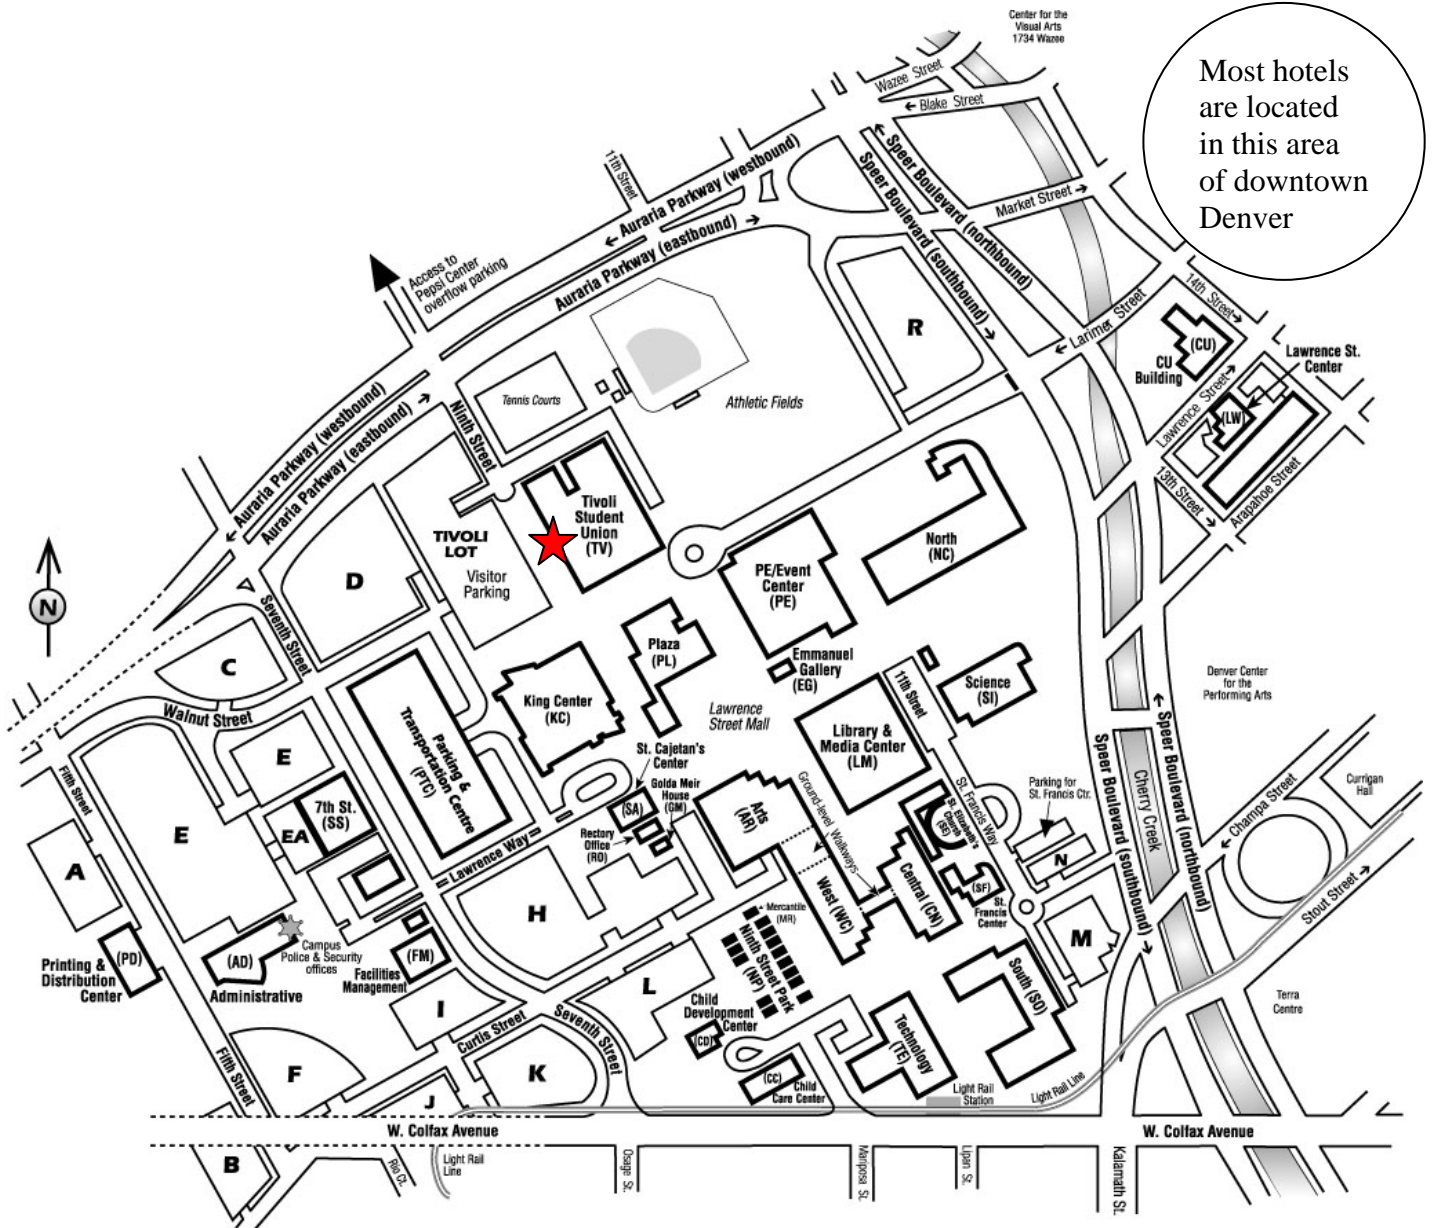 Center for the
Visual Arts
1734 Wazee
Most hotels
are located
in this area
of downtown
Denver
Wazee Street
Blake Street
11th Street
Auraria Parkway (westbound)
Speer Boulevard (northbound)
Speer Boulevard (southbound)
Market Street
Auraria Parkway (eastbound)
Access to
Pepsi Center
overflow parking
14th Street
Larimer Street
R
(CU)
CU
Building
Lawrence St.
Center
Lawrence Street
(LW)
13th Street
Arapahoe Street
Tennis Courts
Athletic Fields
Ninth Street
Auraria Parkway (westbound)
Auraria Parkway (eastbound)
Tivoli
Student
Union
(TV)
TIVOLI
LOT
Visitor
Parking
North
(NC)
PE/Event
Center
(PE)
D
N
Seventh Street
C
Plaza
(PL)
Emmanuel
Gallery
(EG)
11th Street
Science
(SI)
Denver Center
for the
Performing Arts
Walnut Street
King Center
(KC)
Lawrence
Street Mall
Library &
Media Center
(LM)
Parking &
Transportation Centre
(PTC)
E
St. Cajetan's
Center
Golda Meir
House
(GM)
(SA)
Rectory
Office
(RO)
Fifth Street
7th St.
(SS)
EA
E
Arts
(AR)
Ground-level Walkways
St. Francis Way
St. Elizabeth's
Church
(SE)
Parking for
St. Francis Ctr.
N
Speer Boulevard (southbound)
Cherry Creek
Speer Boulevard (northbound)
Champa Street
Currigan
Hall
Stout Street
A
Lawrence Way
H
West (WC)
Central (CN)
(SF)
St.
Francis
Center
Mercantile
(MR)
Ninth Street Park
(NP)
M
(PD)
Printing &
Distribution
Center
(AD)
Administrative
Campus
Police & Security
offices
(FM)
Facilities
Management
I
L
Child
Development
Center
(CD)
South (SO)
Terra
Centre
Curtis Street
Seventh Street
Technology
(TE)
Fifth Street
F
K
(CC)
Child
Care Center
Light Rail
Station
Light Rail Line
J
W. Colfax Avenue
W. Colfax Avenue
B
Rio Ct.
Light Rail
Line
Osage St.
Mariposa St.
Lipan St.
Kalamath St.